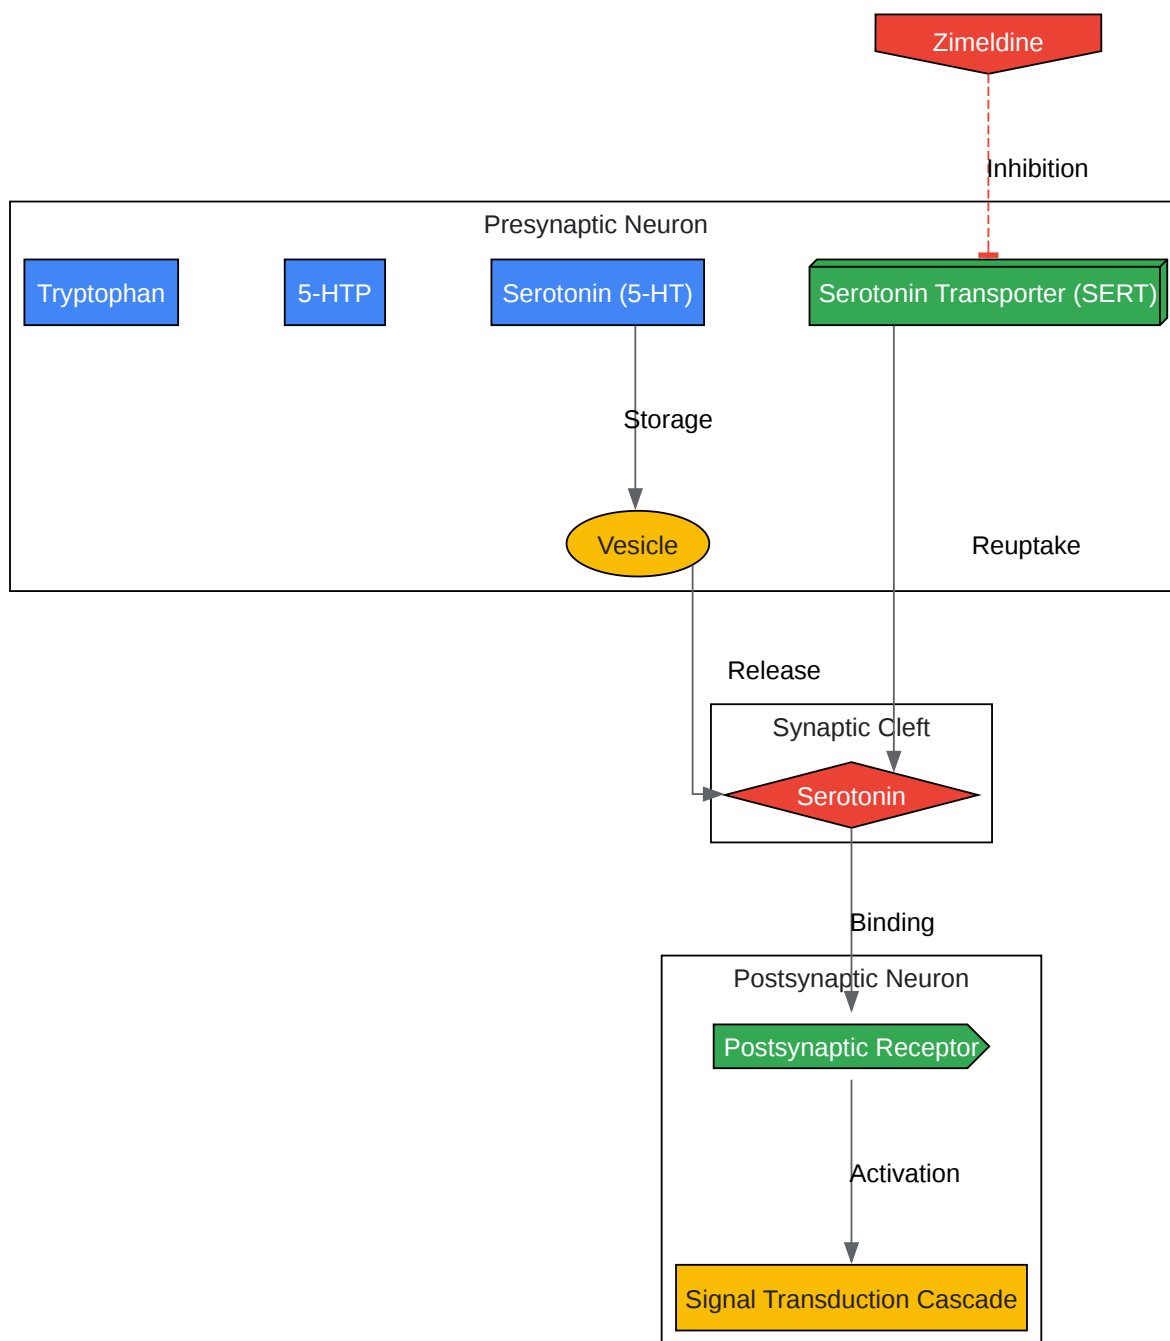 Zimeldine
Inhibition
Presynaptic Neuron
Tryptophan
5-HTP
Serotonin (5-HT)
Serotonin Transporter (SERT)
Storage
Vesicle
Reuptake
Release
Synaptic Cleft
Serotonin
Binding
Postsynaptic Neuron
Postsynaptic Receptor
Activation
Signal Transduction Cascade